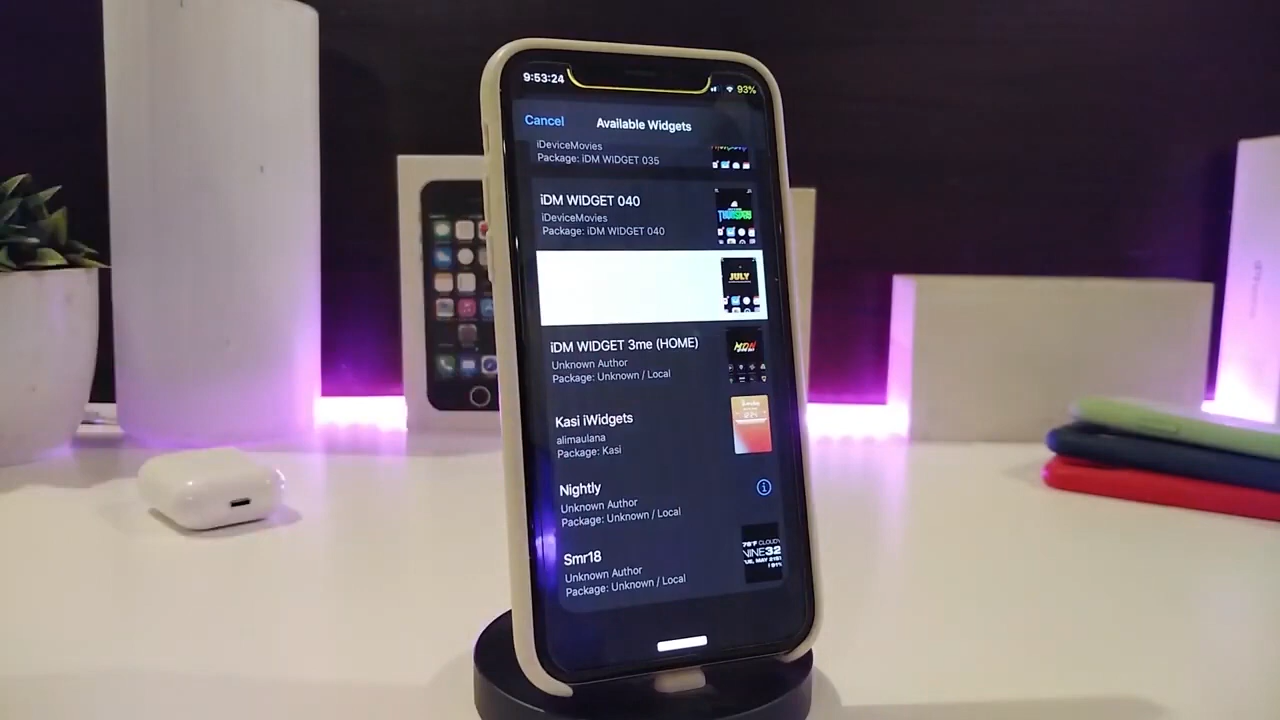 9:53:24
93%
Cancel
Available Widgets
iDeviceMovies
Package: iDM WIDGET 035
iDM WIDGET 040
iDeviceMovies
Package: iDM WIDGET 040
JULY
iDM WIDGET 3me (HOME)
Unknown Author
Package: Unknown / Local
MON
Kasi iWidgets
alimaulana
Package: Kasi
Nightly
Unknown Author
Package: Unknown / Local
Smr18
Unknown Author
Package: Unknown / Local
NINE32